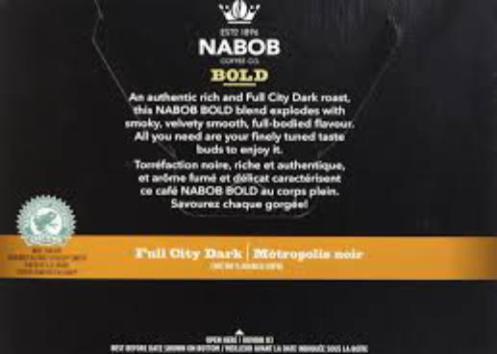 ESTD 1896
NABOB
COFFEE CO.
BOLD
An authentic rich and Full City Dark roast,
this NABOB BOLD blend explodes with
smoky, velvety smooth, full-bodied flavour.
All you need are your finely tuned taste
buds to enjoy it.
Torréfaction noire, riche et authentique,
et arôme fumé et délicat caractérisent
ce café NABOB BOLD au corps plein.
Savourez chaque gorgée!
Full City Dark | Métropolis noir
OPEN HERE | OUVRIR ICI
BEST BEFORE DATE SHOWN ON BOTTOM / MEILLEUR AVANT LA DATE INDIQUÉE SOUS LA BOÎTE